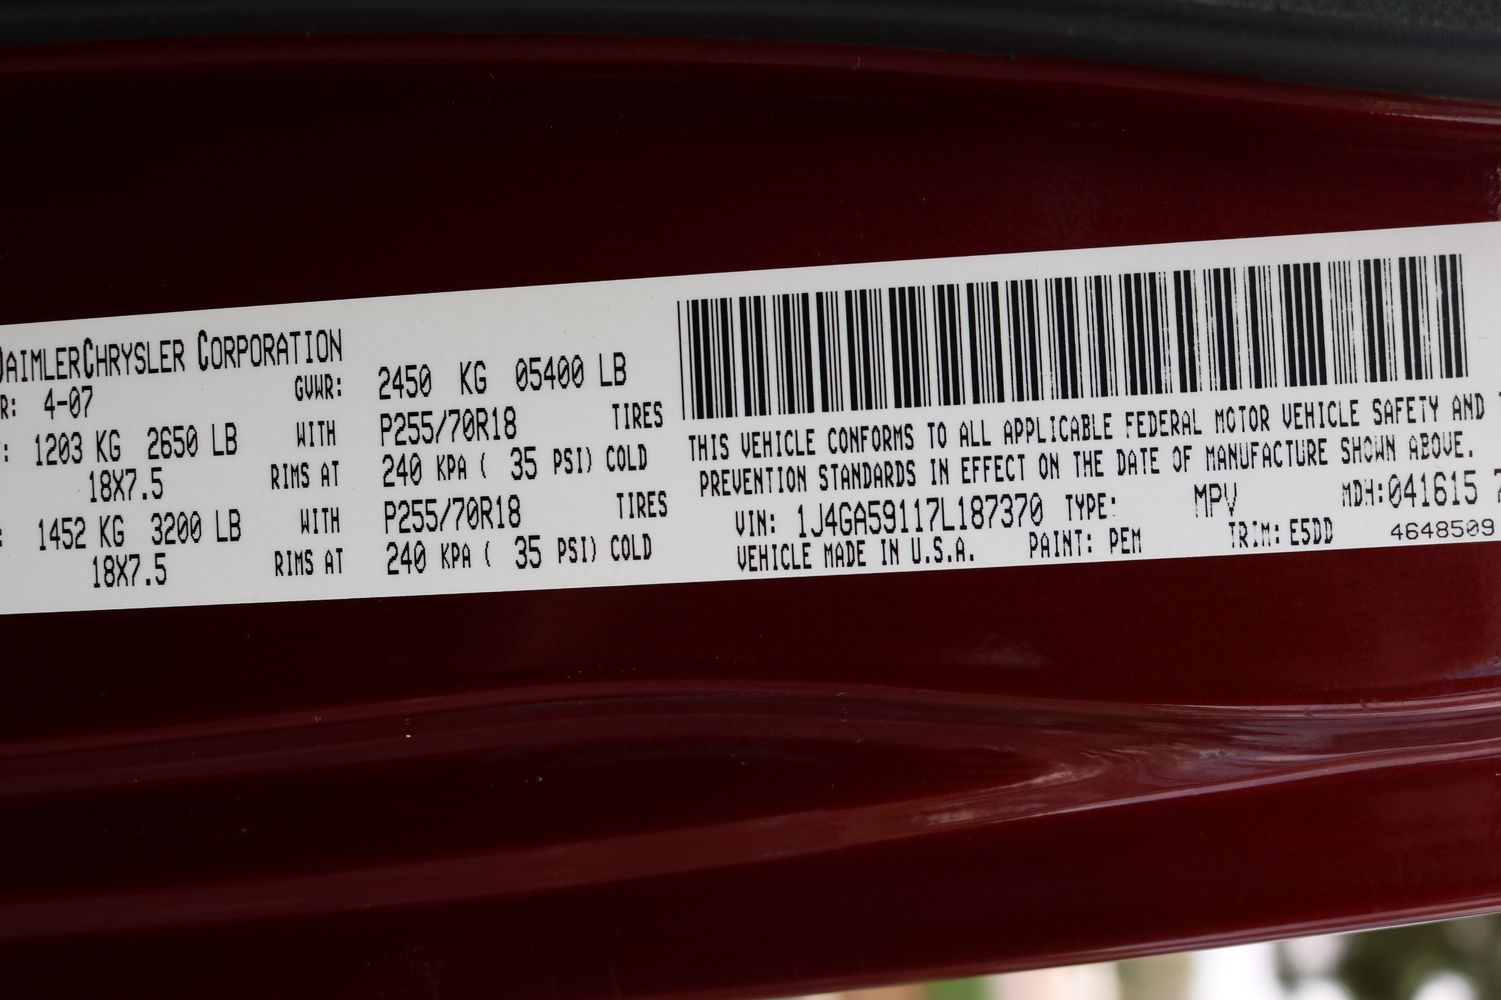 DAIMLERCHRYSLER CORPORATION
R: 4-07 GVWR: 2450 KG 05400 LB
: 1203 KG 2650 LB WITH P255/70R18 TIRES
18X7.5 RIMS AT 240 KPA ( 35 PSI) COLD
: 1452 KG 3200 LB WITH P255/70R18 TIRES
18X7.5 RIMS AT 240 KPA ( 35 PSI) COLD
THIS VEHICLE CONFORMS TO ALL APPLICABLE FEDERAL MOTOR VEHICLE SAFETY AND
PREVENTION STANDARDS IN EFFECT ON THE DATE OF MANUFACTURE SHOWN ABOVE.
VIN: 1J4GA59117L187370 TYPE: MPV MDH:041615
VEHICLE MADE IN U.S.A. PAINT: PEM TRIM: E5DD 4648509